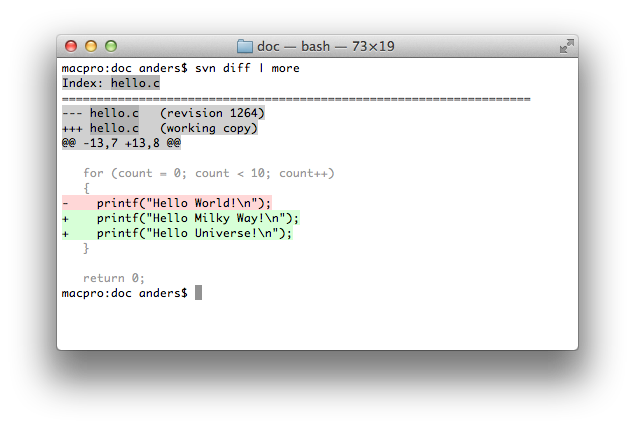 doc — bash — 73×19
macpro:doc anders$ svn diff | more
Index: hello.c
===================================================================
--- hello.c   (revision 1264)
+++ hello.c   (working copy)
@@ -13,7 +13,8 @@
   for (count = 0; count < 10; count++)
   {
-    printf("Hello World!\n");
+    printf("Hello Milky Way!\n");
+    printf("Hello Universe!\n");
   }
   return 0;
macpro:doc anders$